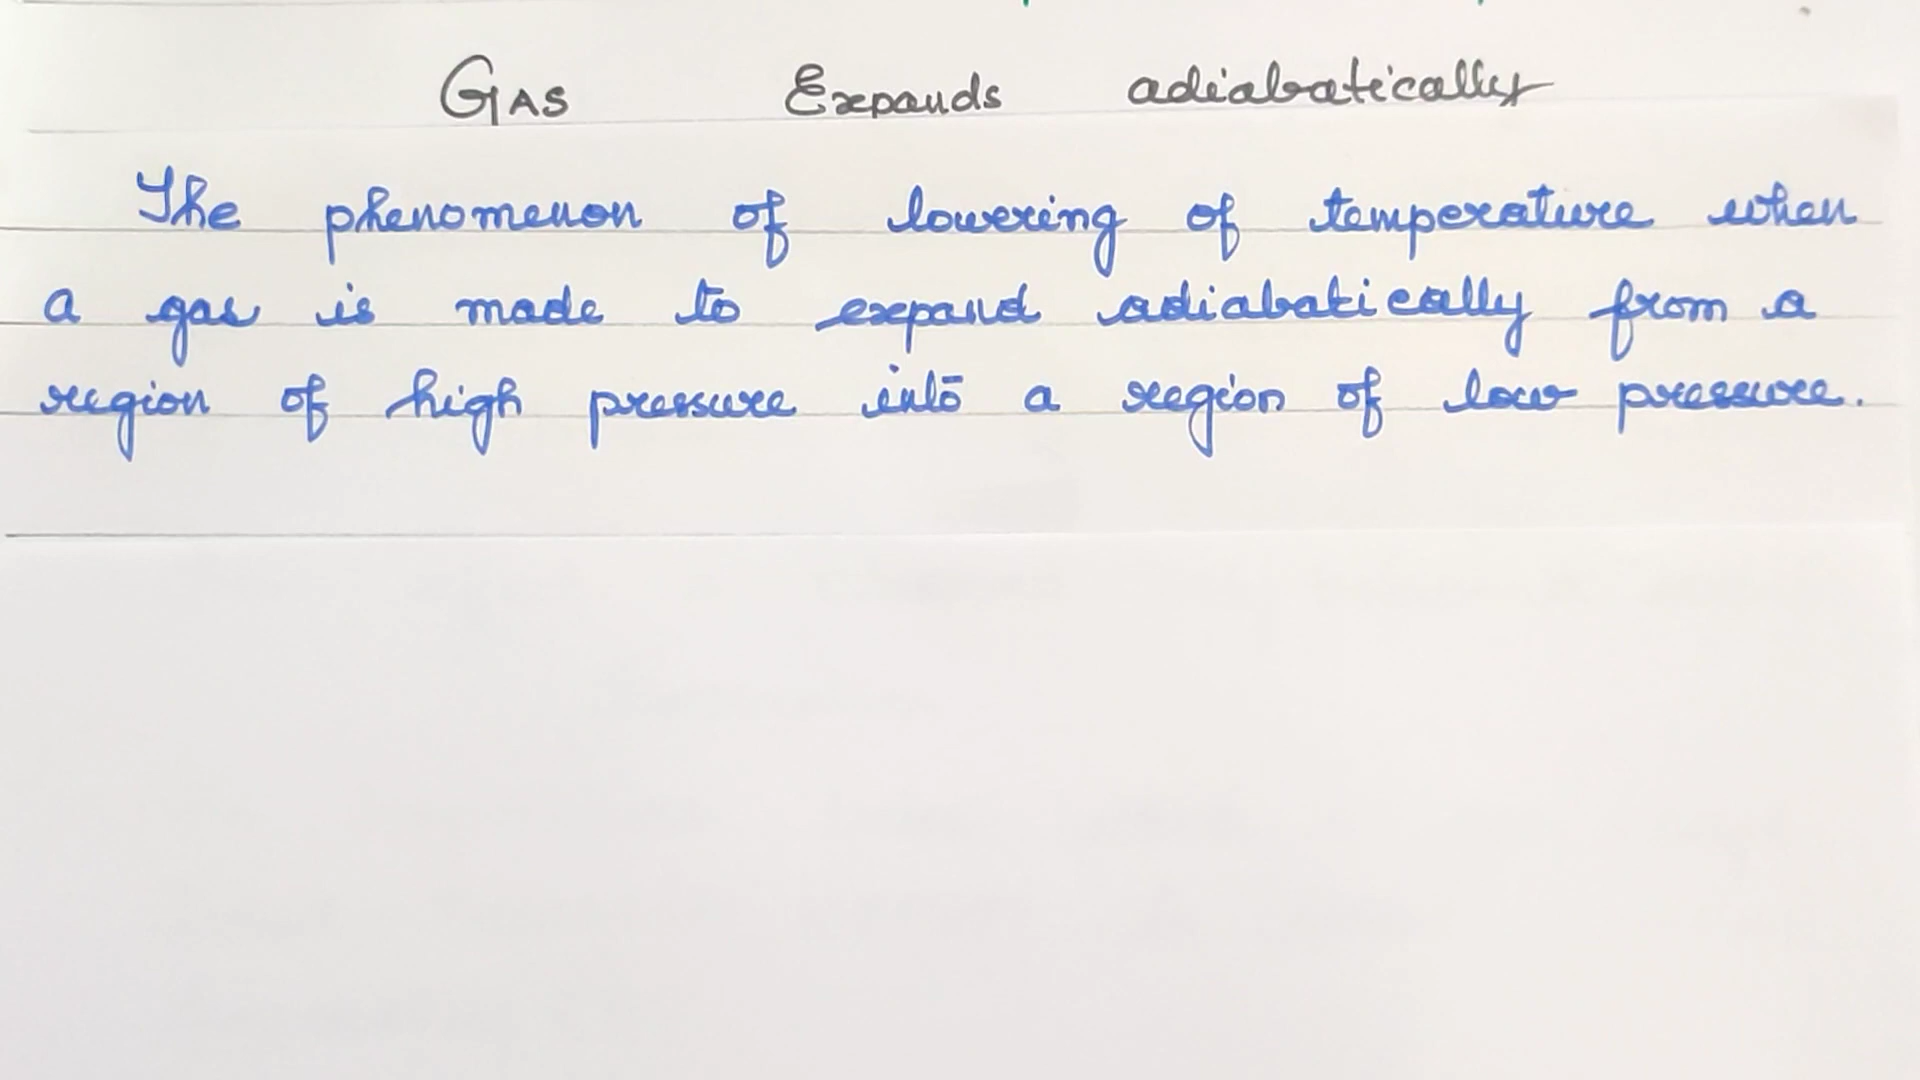 GAS Expands adiabatically
The phenomenon of lowering of temperature when
a gas is made to expand adiabatically from a
region of high pressure into a region of low pressure.